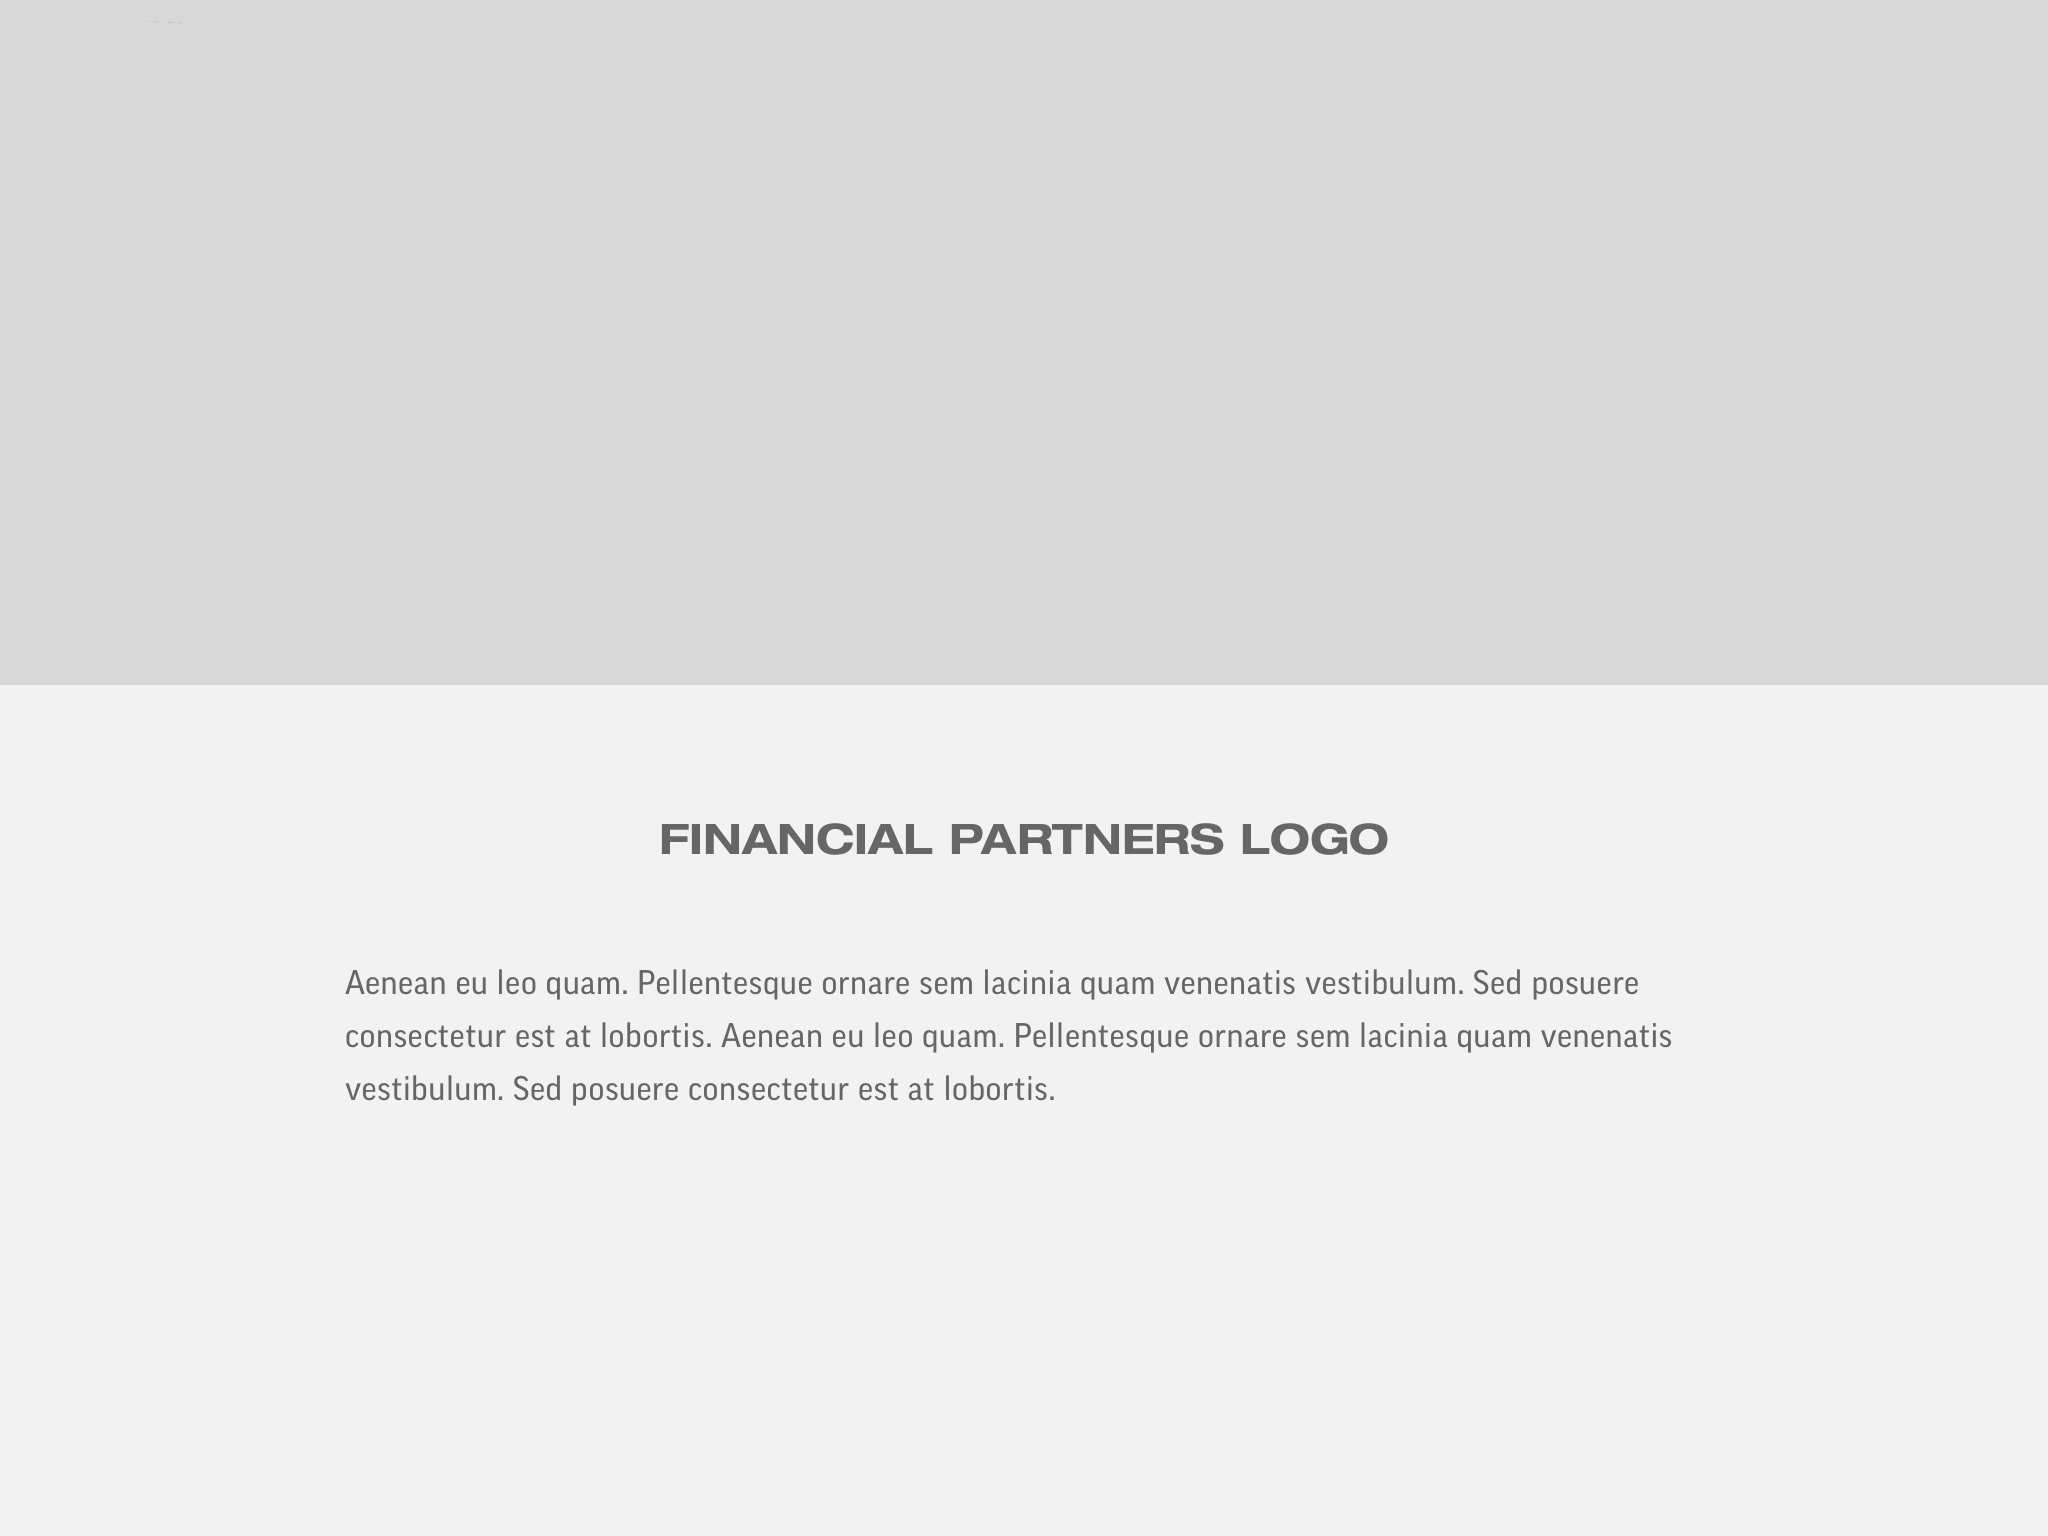 FINANCIAL PARTNERS LOGO
Aenean eu leo quam. Pellentesque ornare sem lacinia quam venenatis vestibulum. Sed posuere
consectetur est at lobortis. Aenean eu leo quam. Pellentesque ornare sem lacinia quam venenatis
vestibulum. Sed posuere consectetur est at lobortis.